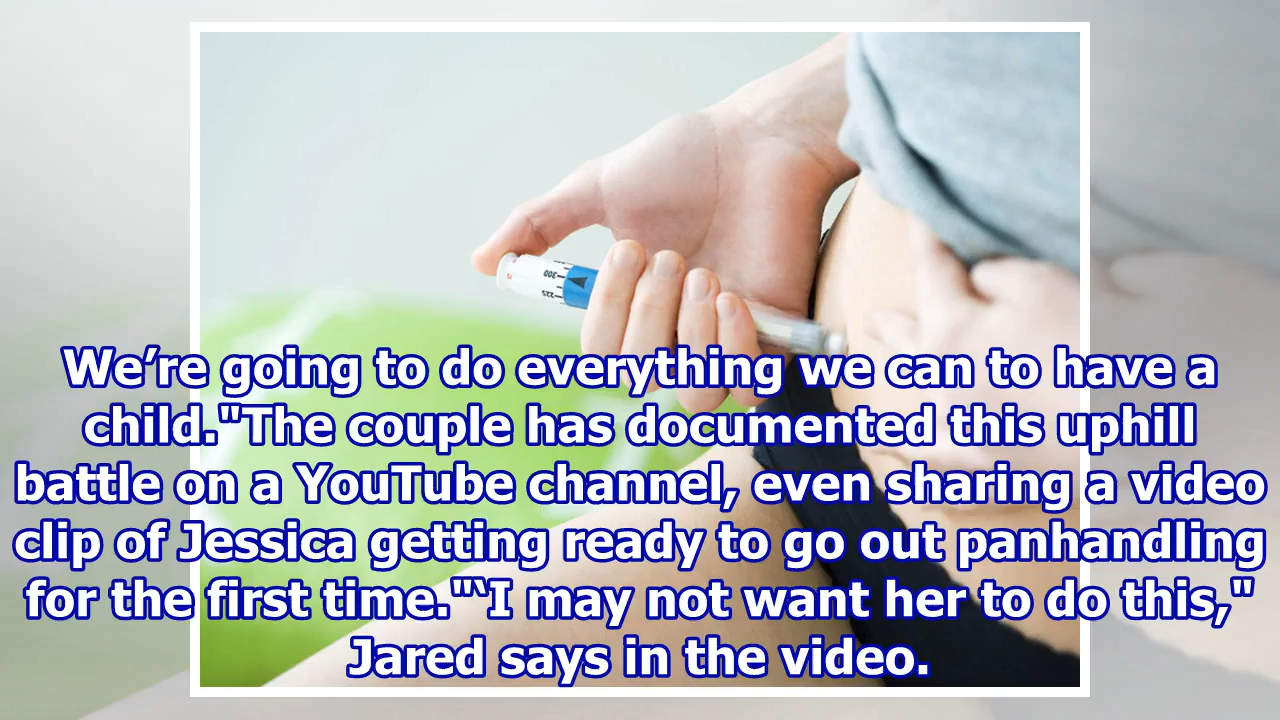 300
225
We’re going to do everything we can to have a
child."The couple has documented this uphill
battle on a YouTube channel, even sharing a video
clip of Jessica getting ready to go out panhandling
for the first time."‘I may not want her to do this,"
Jared says in the video.